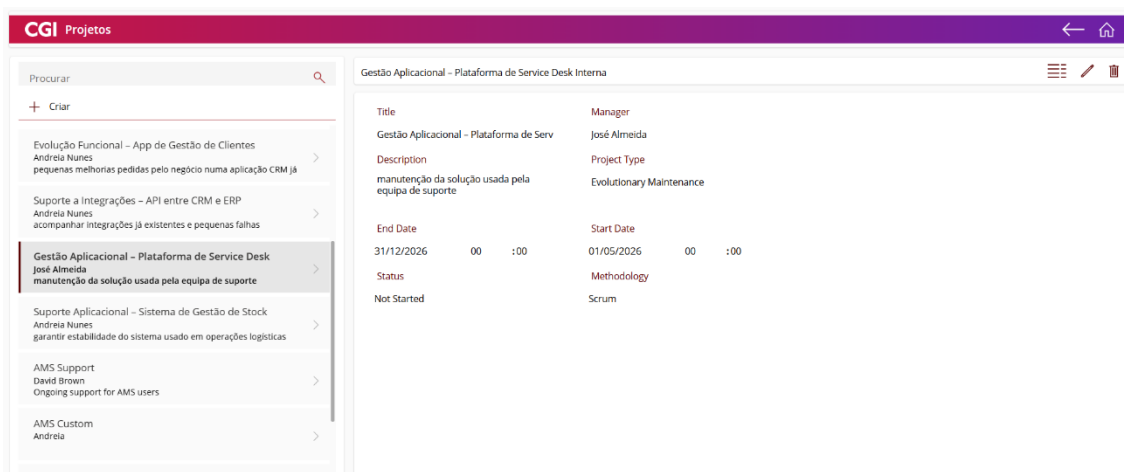 CGI Projetos
Procurar
Criar
Evolução Funcional – App de Gestão de Clientes
Andreia Nunes
pequenas melhorias pedidas pelo negócio numa aplicação CRM já
Suporte a Integrações – API entre CRM e ERP
Andreia Nunes
acompanhar integrações já existentes e pequenas falhas
Gestão Aplicacional – Plataforma de Service Desk
José Almeida
manutenção da solução usada pela equipa de suporte
Suporte Aplicacional – Sistema de Gestão de Stock
Andreia Nunes
garantir estabilidade do sistema usado em operações logísticas
AMS Support
David Brown
Ongoing support for AMS users
AMS Custom
Andreia
Gestão Aplicacional – Plataforma de Service Desk Interna
Title Manager
Gestão Aplicacional – Plataforma de Serv José Almeida
Description Project Type
manutenção da solução usada pela Evolutionary Maintenance
equipa de suporte
End Date Start Date
31/12/2026 00 :00 01/05/2026 00 :00
Status Methodology
Not Started Scrum